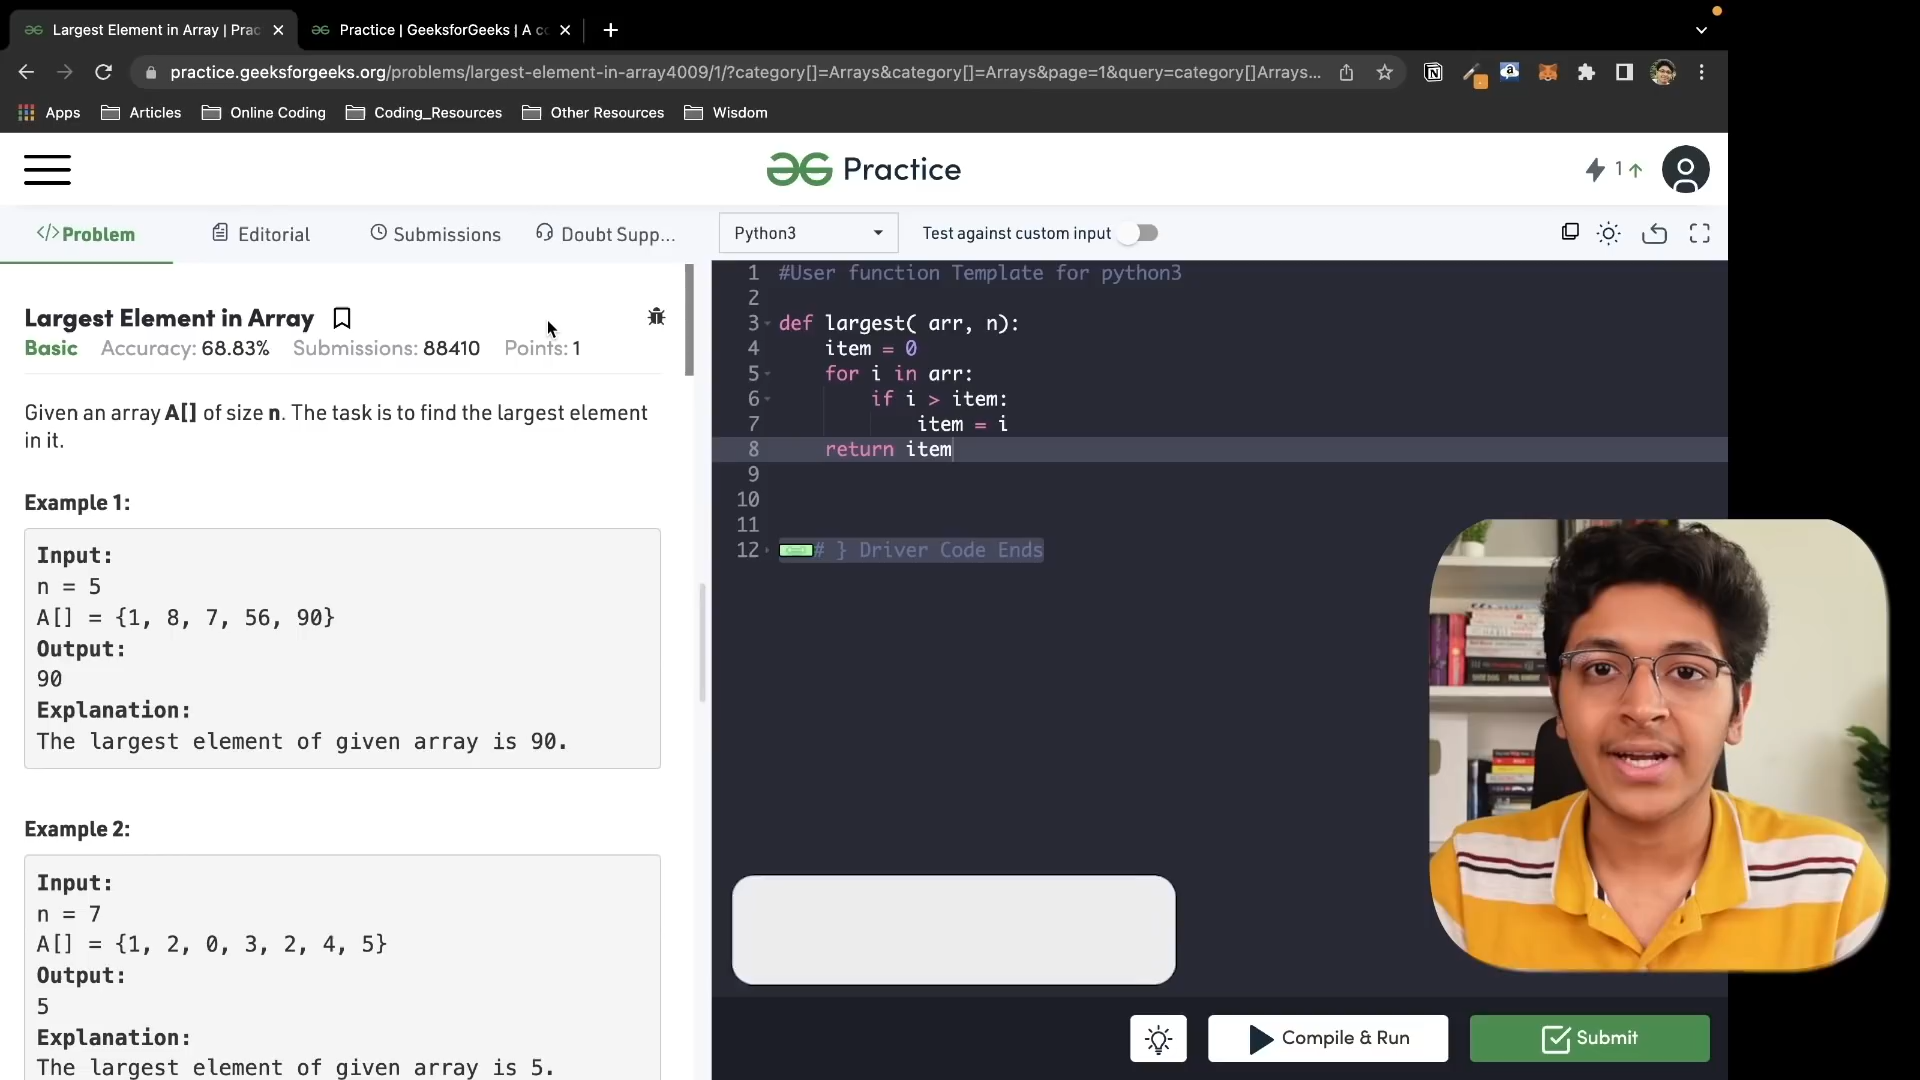 Largest Element in Array | Prac
Practice | GeeksforGeeks | A co
practice.geeksforgeeks.org/problems/largest-element-in-array4009/1/?category[]=Arrays&category[]=Arrays&page=1&query=category[]Arrays...
Apps
Articles
Online Coding
Coding_Resources
Other Resources
Wisdom
Practice
1
</>Problem
Editorial
Submissions
Doubt Supp...
Python3
Test against custom input
Largest Element in Array
Basic Accuracy: 68.83% Submissions: 88410 Points: 1
Given an array A[] of size n. The task is to find the largest element
in it.
Example 1:
Input:
n = 5
A[] = {1, 8, 7, 56, 90}
Output:
90
Explanation:
The largest element of given array is 90.
Example 2:
Input:
n = 7
A[] = {1, 2, 0, 3, 2, 4, 5}
Output:
5
Explanation:
The largest element of given array is 5.
1 #User function Template for python3
2
3 def largest( arr, n):
4 item = 0
5 for i in arr:
6 if i > item:
7 item = i
8 return item
9
10
11
12 # } Driver Code Ends
Compile & Run
Submit